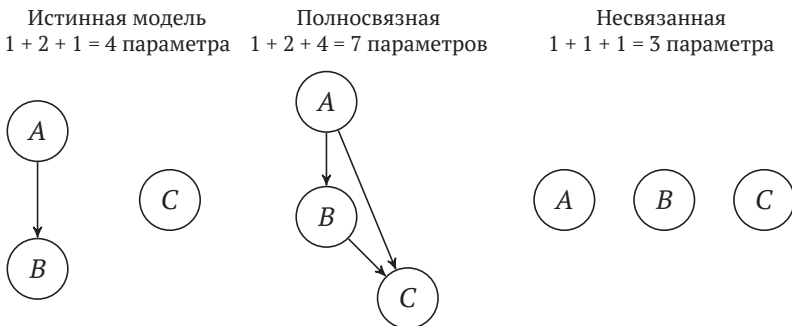 Истинная модель
1 + 2 + 1 = 4 параметра
Полносвязная
1 + 2 + 4 = 7 параметров
Несвязанная
1 + 1 + 1 = 3 параметра
A
B
C
A
B
C
A
B
C